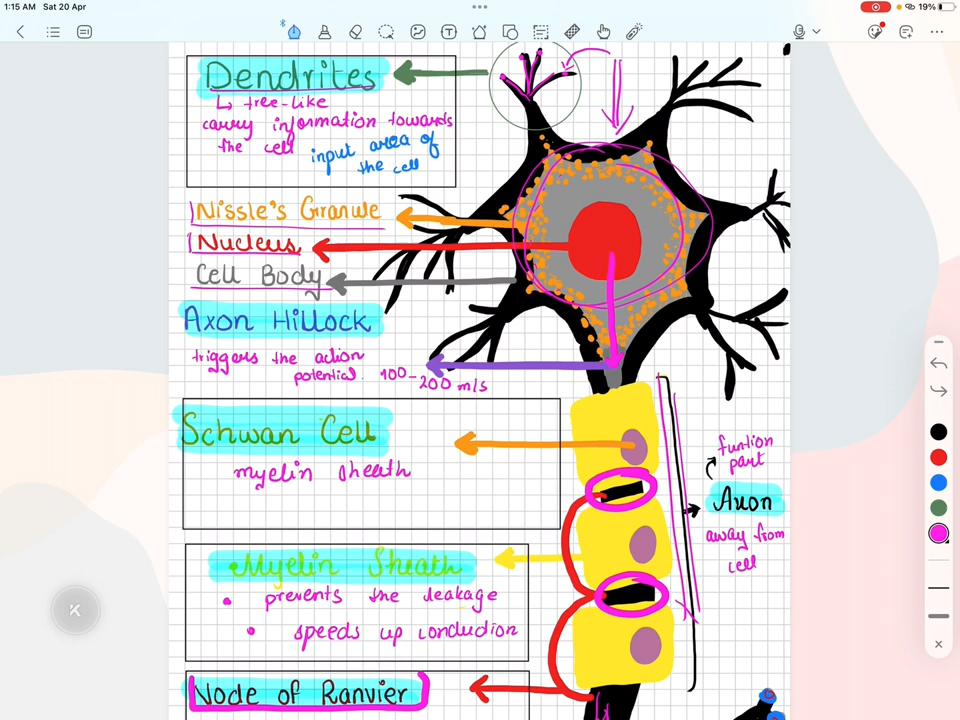 1:15 AM Sat 20 Apr
19%
Dendrites
↳ tree-like
carry information towards
the cell
input area of
the cell
Nissle's Granule
Nucleus
Cell Body
Axon Hillock
triggers the action
potential. 100-200 m/s
Schwan Cell
myelin sheath
funtion
part
Axon
away from
cell
Myelin Sheath
• prevents the leakage
• speeds up conduction
Node of Ranvier